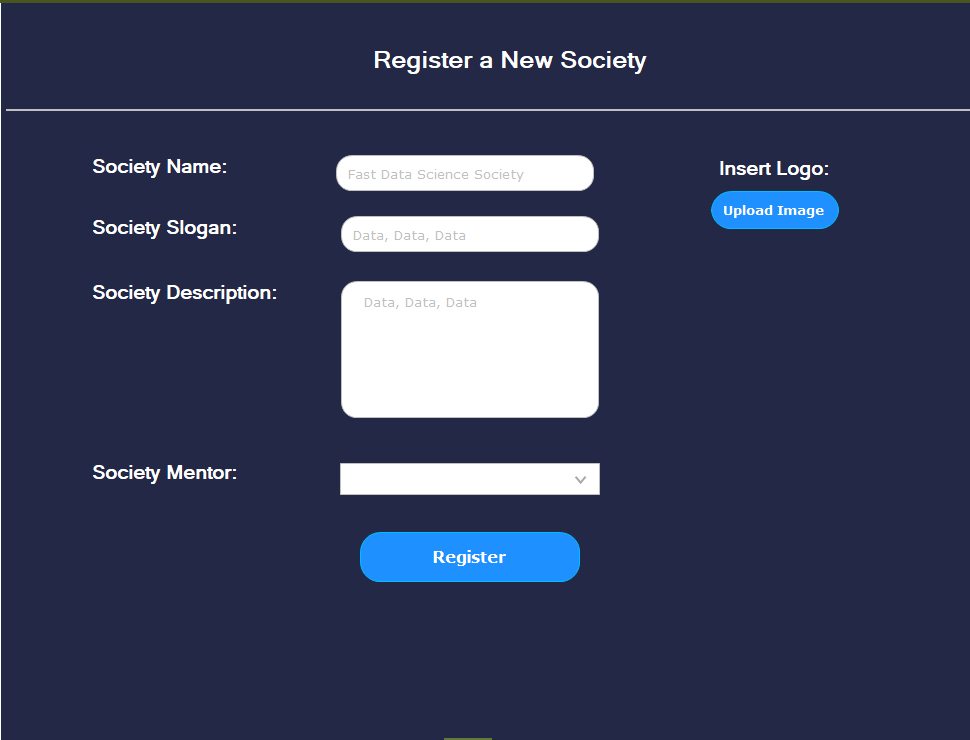 Register a New Society
Society Name:
Fast Data Science Society
Insert Logo:
Upload Image
Society Slogan:
Data, Data, Data
Society Description:
Data, Data, Data
Society Mentor:
Register